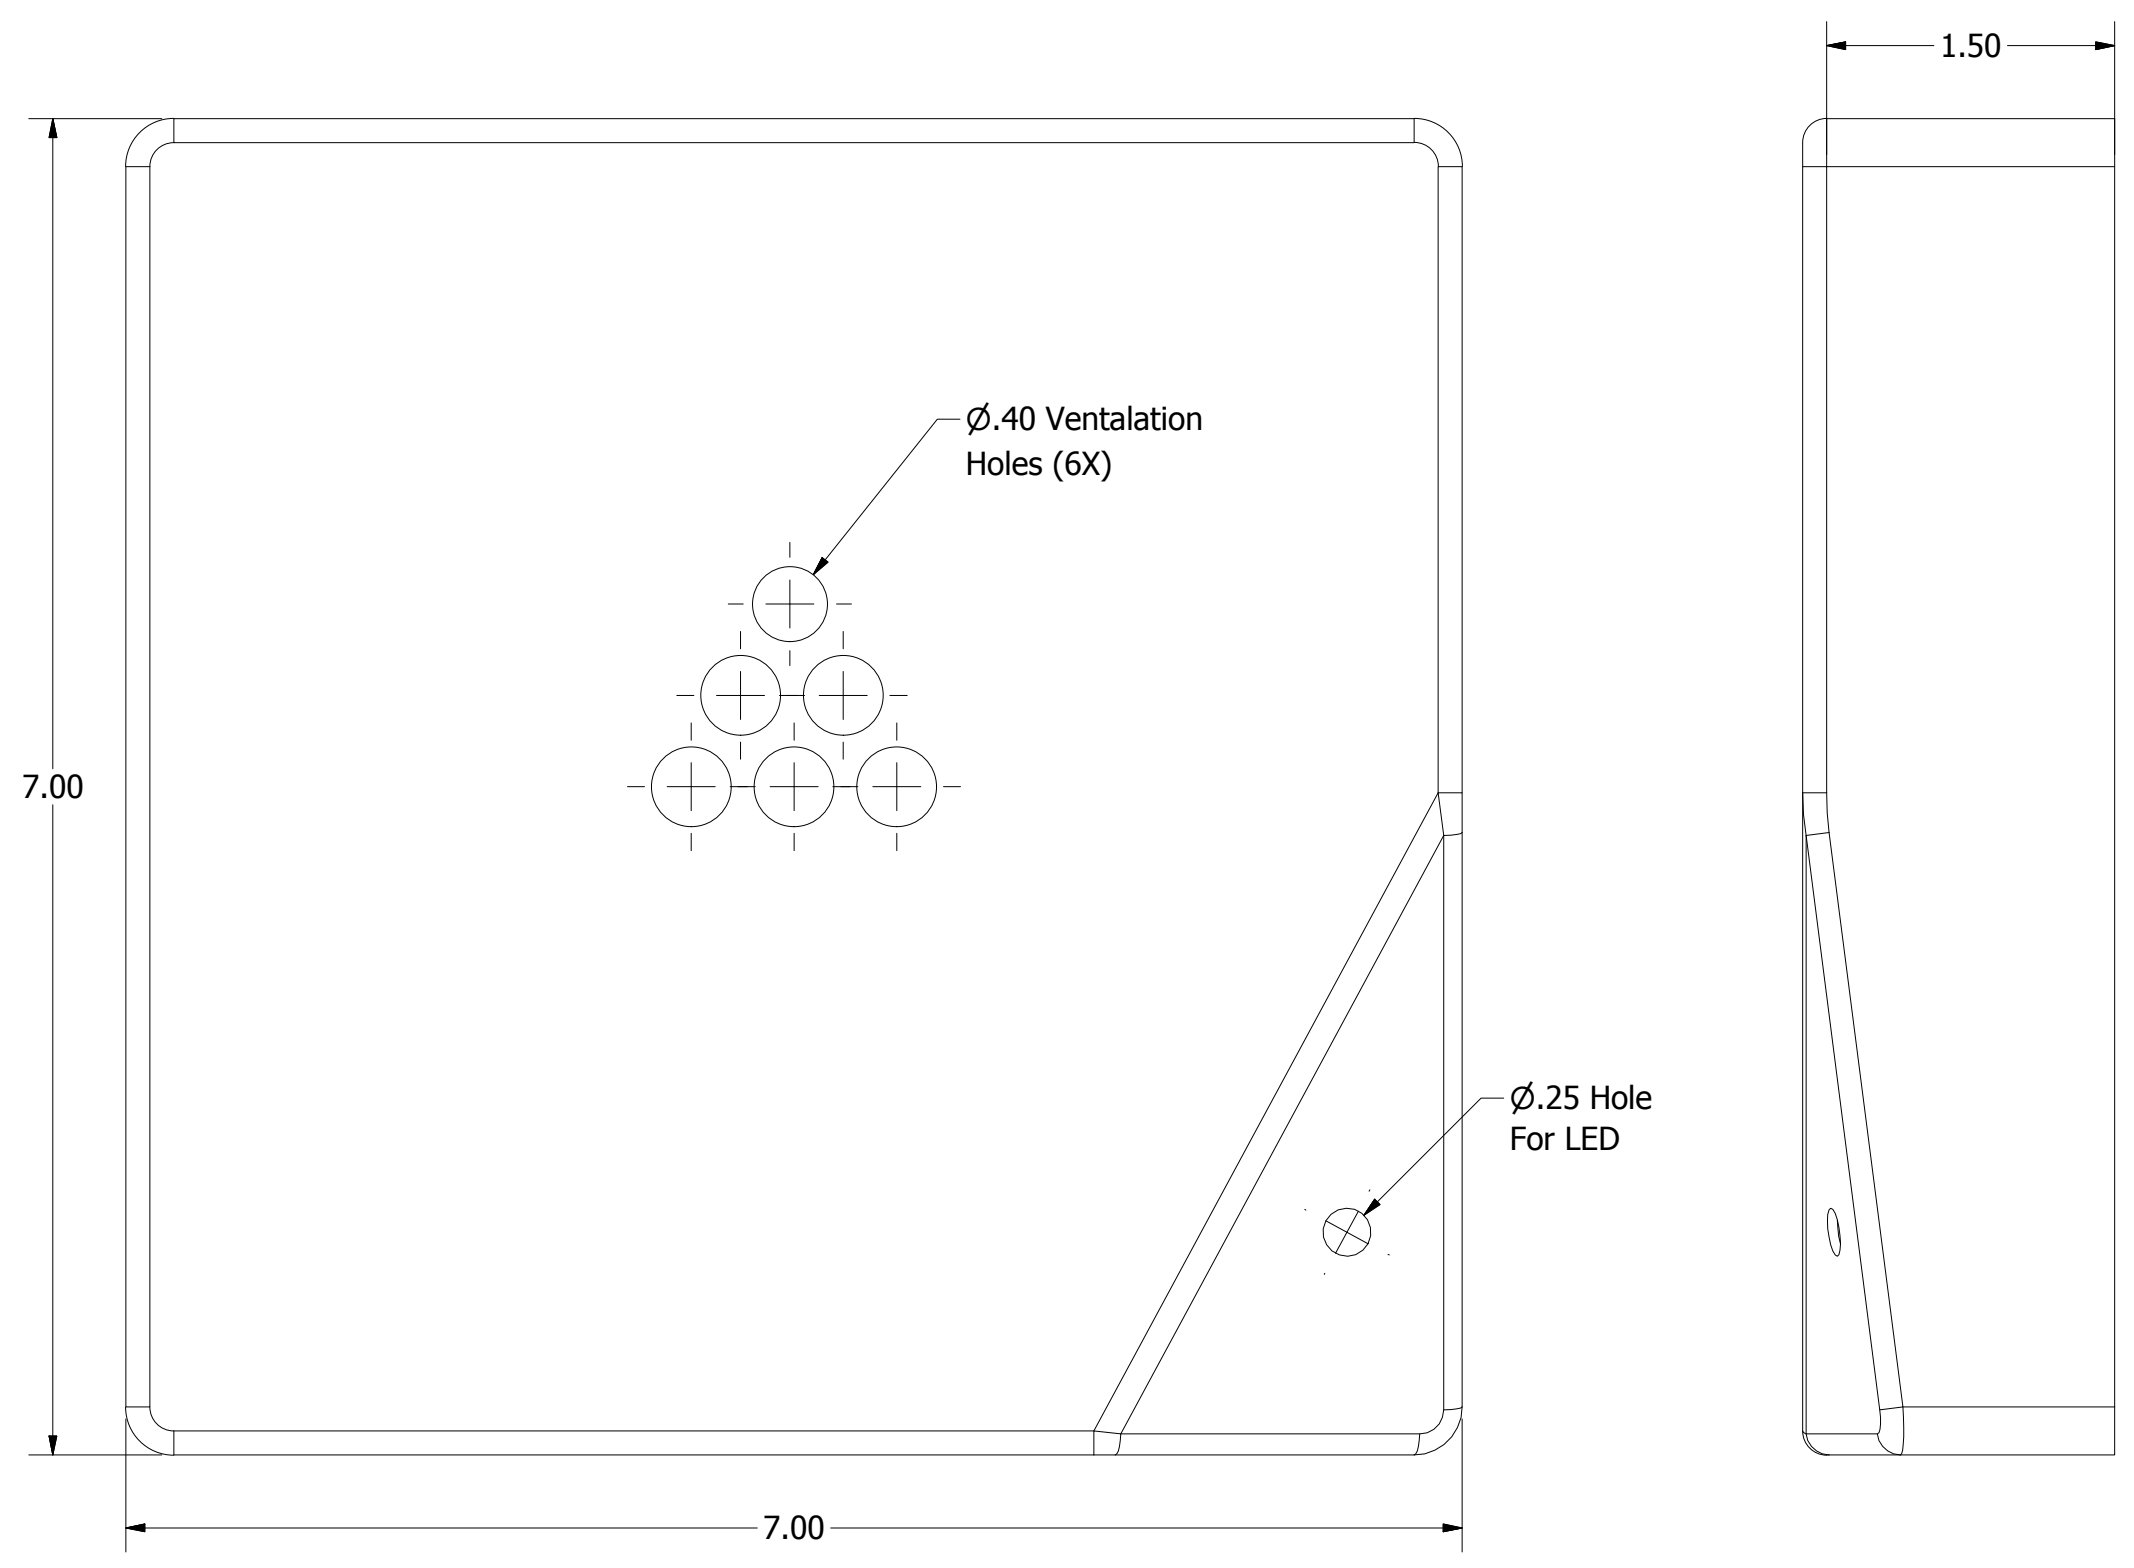 1.50
Ø.40 Ventalation
Holes (6X)
7.00
Ø.25 Hole
For LED
7.00